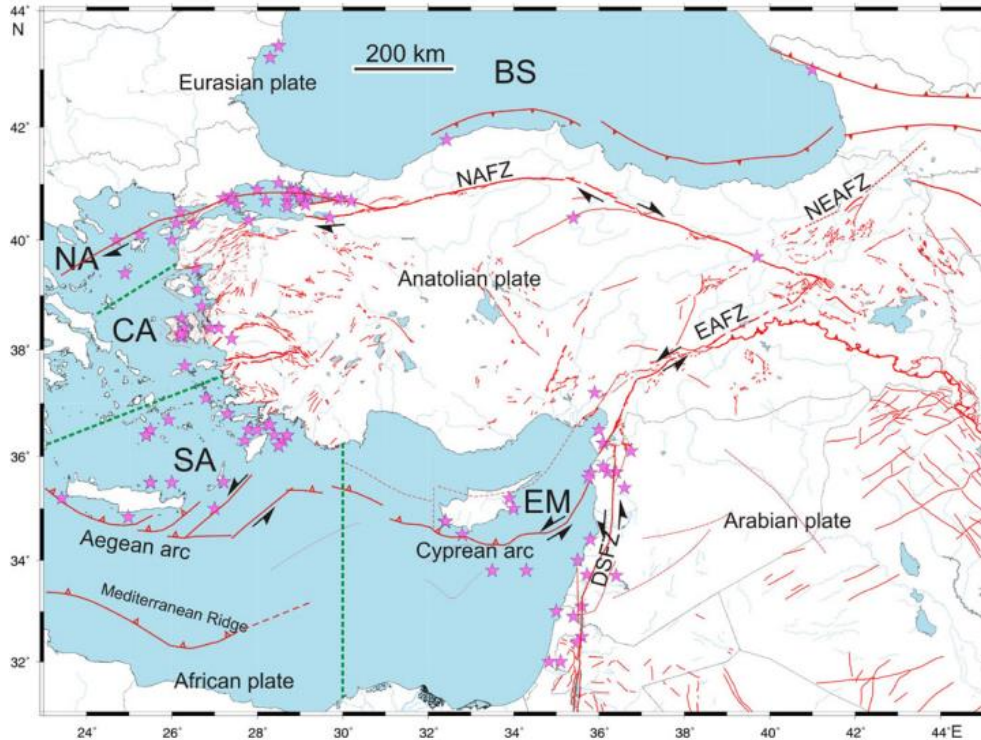 44°
N
200 km
BS
Eurasian plate
42°
NAFZ
NEAFZ
40°
NA
Anatolian plate
EAFZ
CA
38°
36°
SA
EM
Arabian plate
Aegean arc
Cyprean arc
DSFZ
34°
Mediterranean Ridge
32°
African plate
24° 26° 28° 30° 32° 34° 36° 38° 40° 42° 44°E